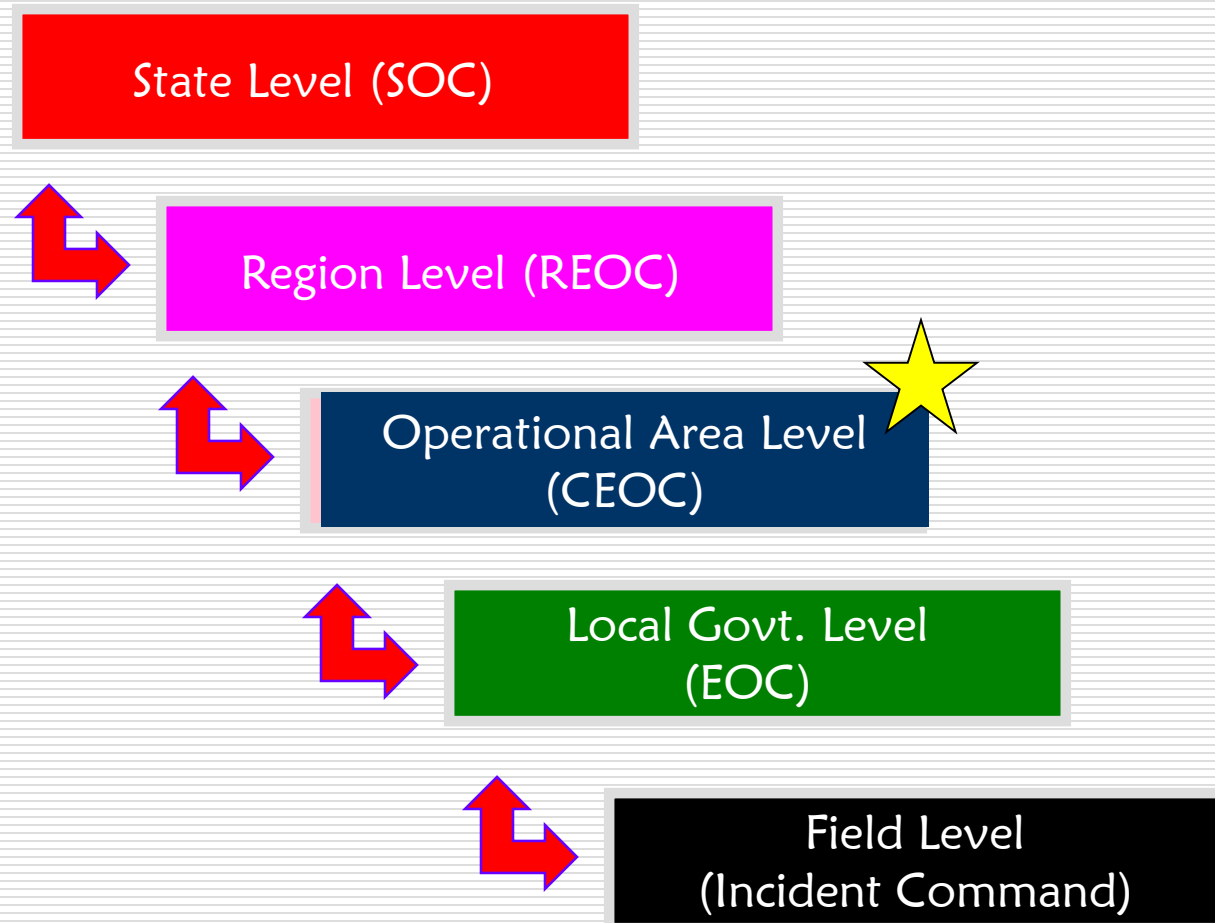 State Level (SOC)
Region Level (REOC)
Operational Area Level
(CEOC)
Local Govt. Level
(EOC)
Field Level
(Incident Command)